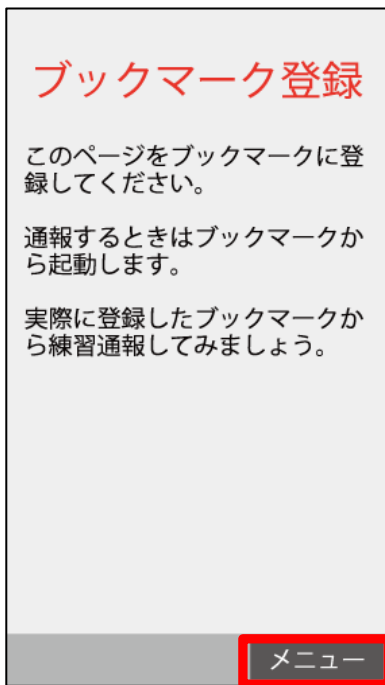 ブックマーク登録
このページをブックマークに登
録してください。
通報するときはブックマークか
ら起動します。
実際に登録したブックマークか
ら練習通報してみましょう。
メニュー